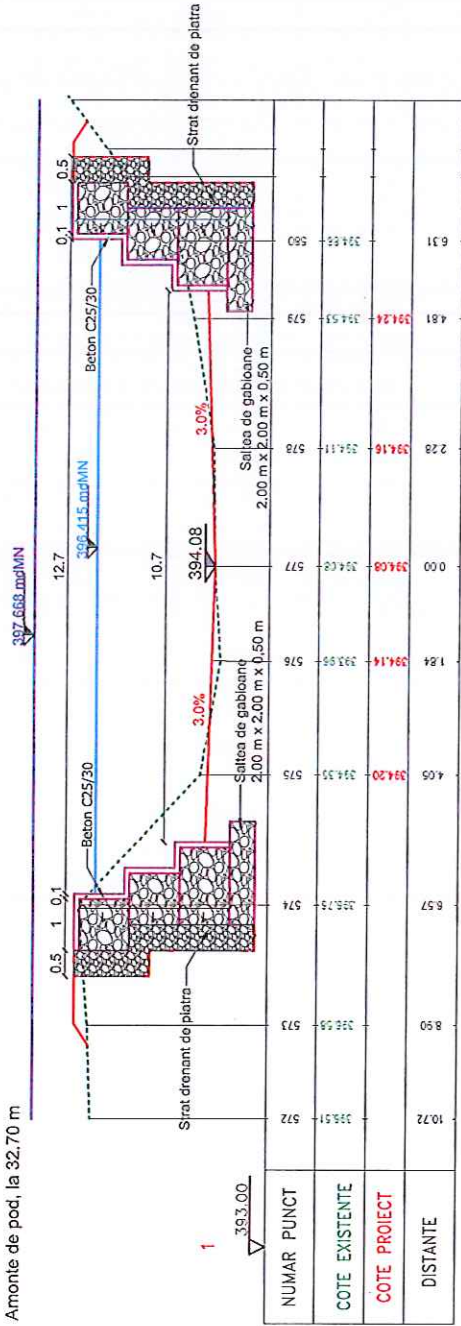 Amonte de pod, la 32.70 m
397.668 mdMN
12.7
396.415 mdMN
0.5
1
0,1
0,1
1
0.5
Beton C25/30
Beton C25/30
10.7
394.08
3.0%
3.0%
Saltea de gabioane
2.00 m x 2,00 m x 0,50 m
Saltea de gabioane
2.00 m x 2,00 m x 0,50 m
Strat drenant de piatra
Strat drenant de piatra
1
393.00
NUMAR PUNCT
572
573
574
575
576
577
578
579
580
COTE EXISTENTE
394.08
394.11
394.53
COTE PROIECT
394.20
394.14
394.08
394.16
394.24
DISTANTE
10.72
8.90
6.57
4.05
1.84
0.00
2.28
4.81
6.31